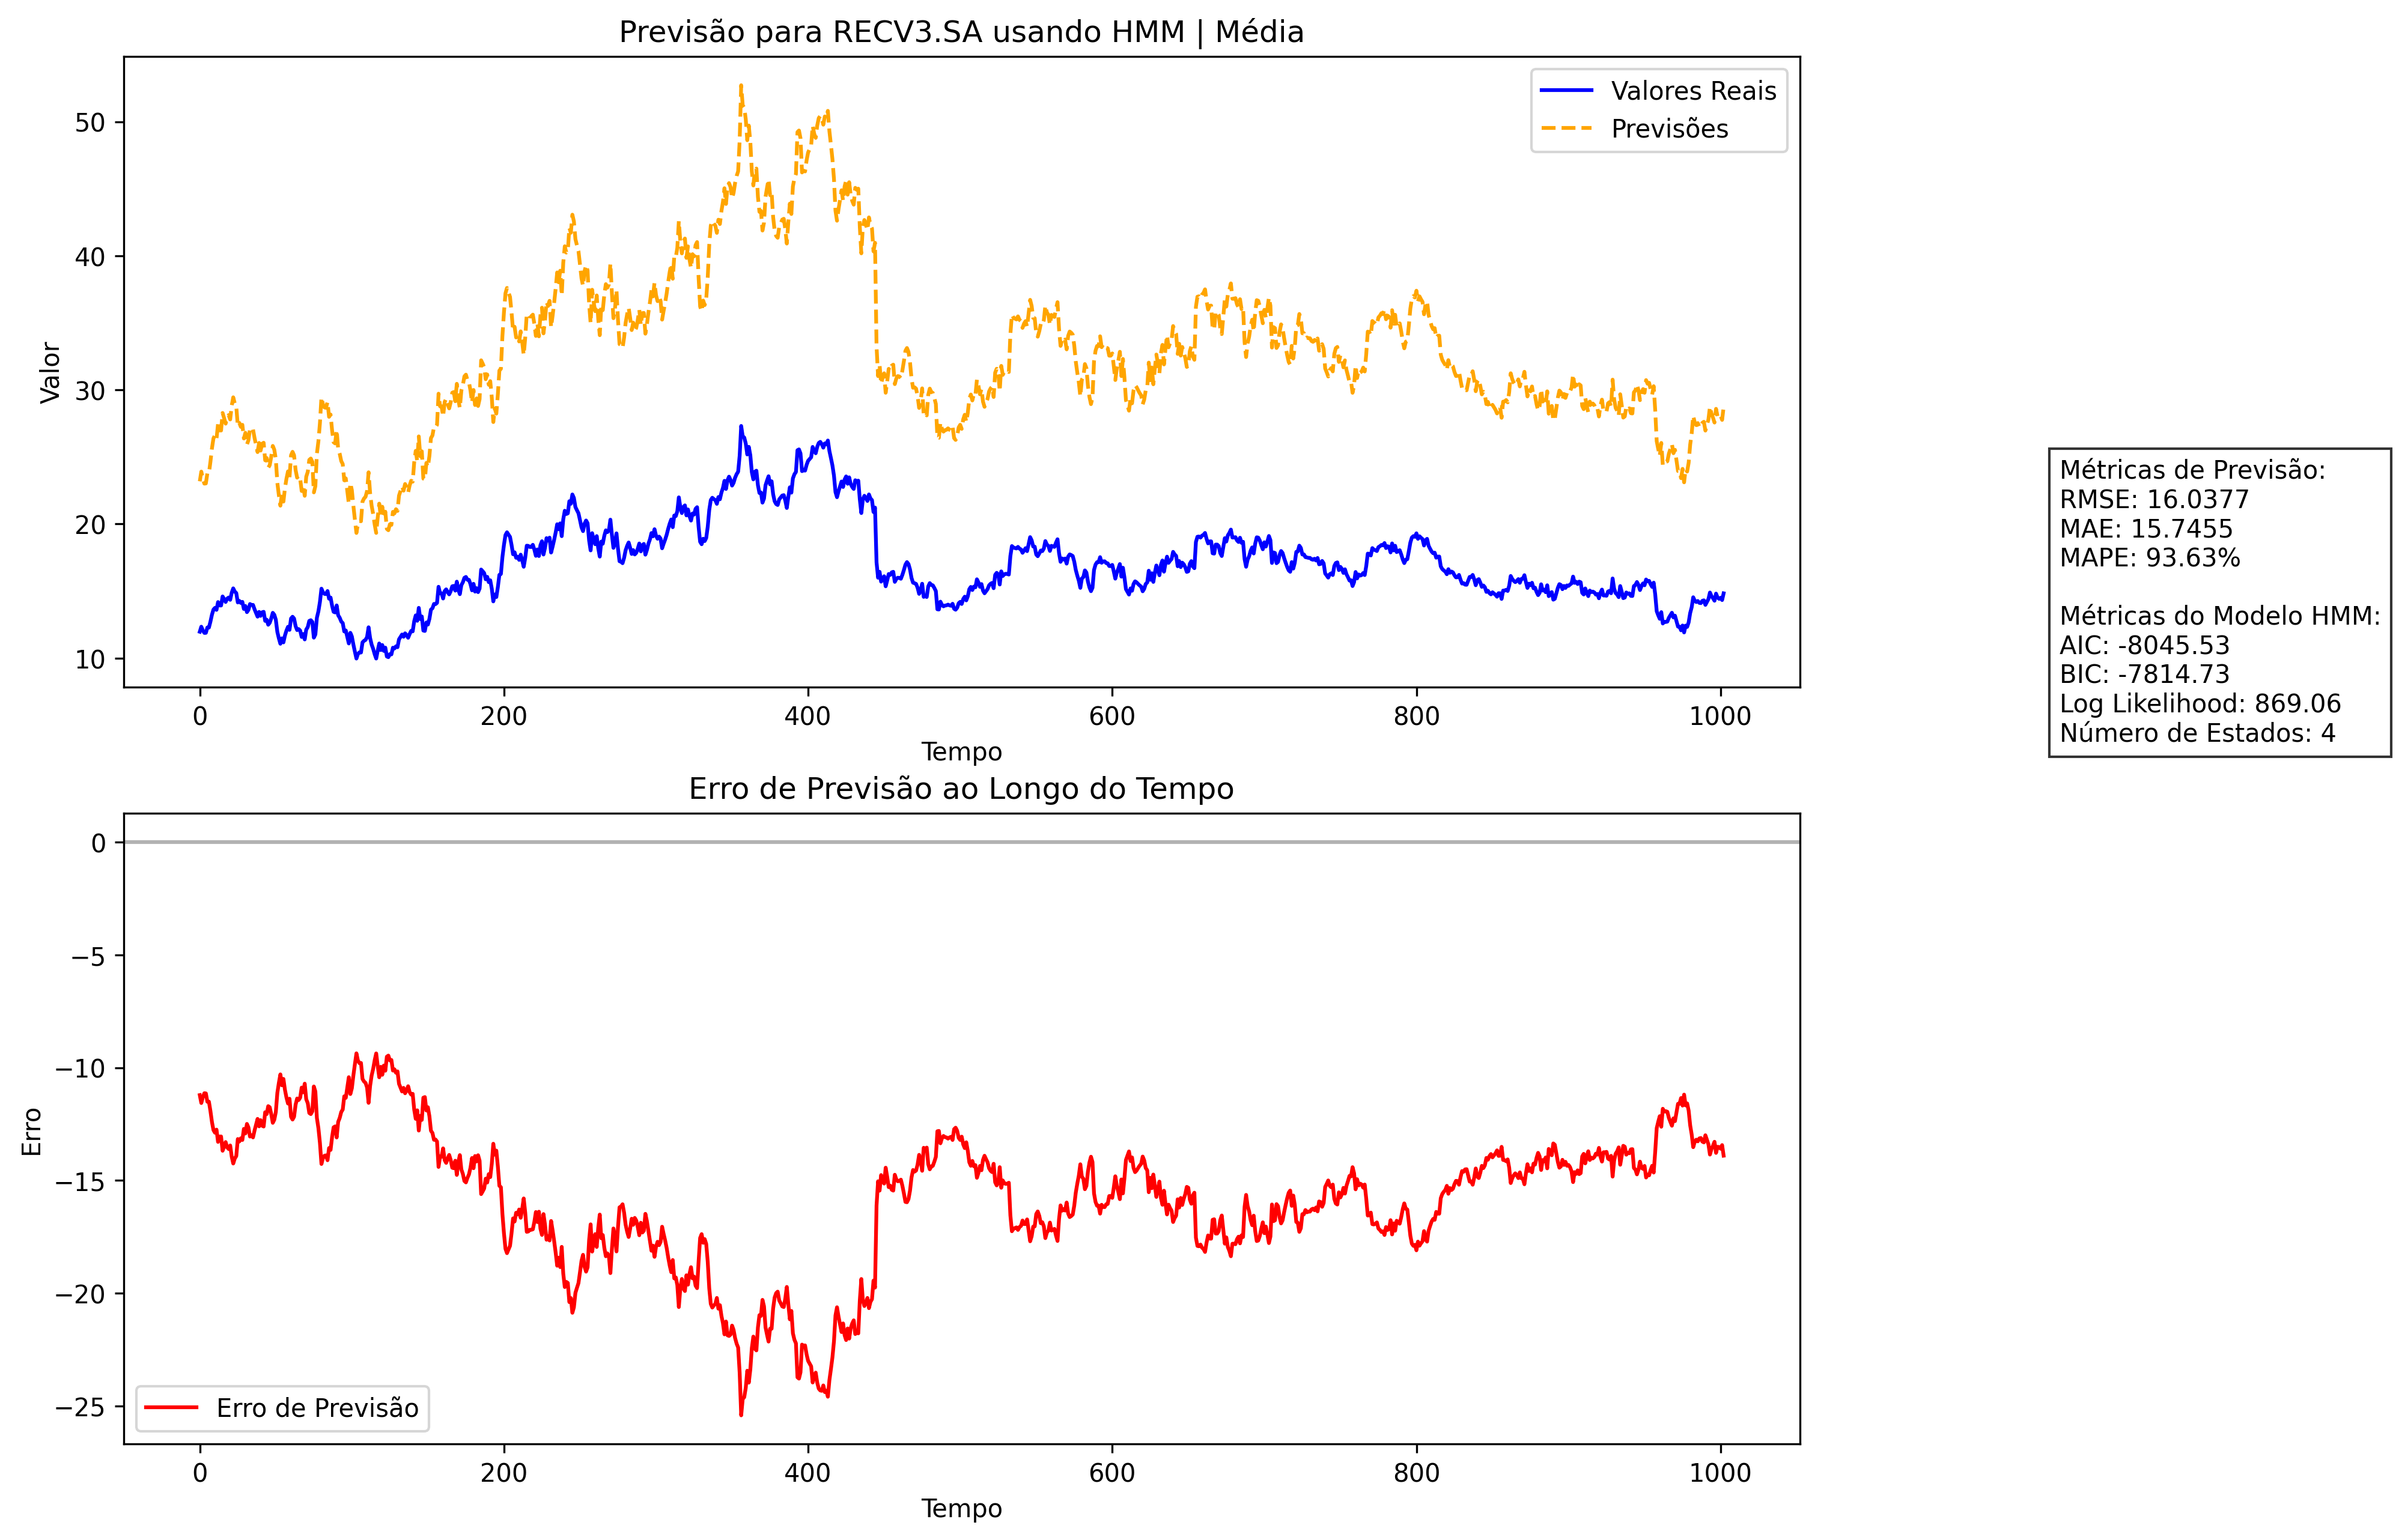 Previsão para RECV3.SA usando HMM | Média
Valores Reais
Previsões
Valor
50
40
30
20
10
0
200
400
600
800
1000
Tempo
Métricas de Previsão:
RMSE: 16.0377
MAE: 15.7455
MAPE: 93.63%
Métricas do Modelo HMM:
AIC: -8045.53
BIC: -7814.73
Log Likelihood: 869.06
Número de Estados: 4
Erro de Previsão ao Longo do Tempo
Erro
0
−5
−10
−15
−20
−25
Erro de Previsão
0
200
400
600
800
1000
Tempo